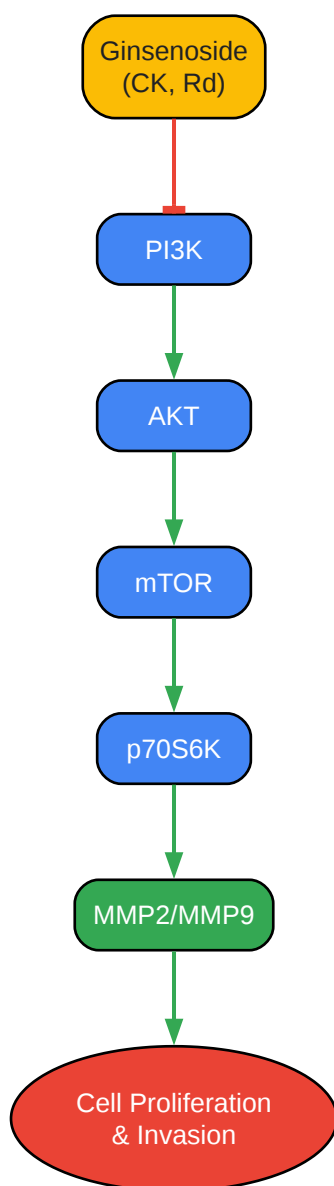 Ginsenoside
(CK, Rd)
PI3K
AKT
mTOR
p70S6K
MMP2/MMP9
Cell Proliferation
& Invasion